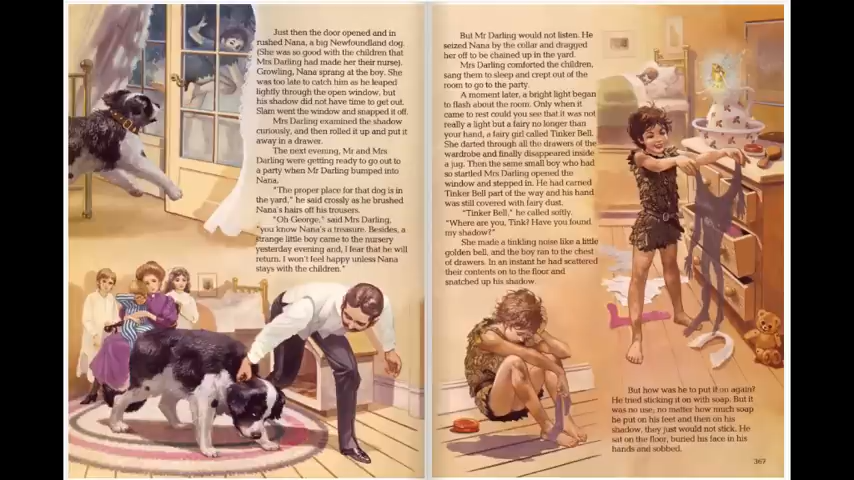 Just then the door opened and in
rushed Nana, a big Newfoundland dog.
(She was so good with the children that
Mrs Darling had made her their nurse).
Growling, Nana sprang at the boy. She
was too late to catch him as he leaped
lightly through the open window, but
his shadow did not have time to get out.
Slam went the window and snapped it off.
Mrs Darling examined the shadow
curiously, and then rolled it up and put it
away in a drawer.
The next evening, Mr and Mrs
Darling were getting ready to go out to
a party when Mr Darling bumped into
Nana.
"The proper place for that dog is in
the yard," he said crossly as he brushed
Nana's hairs off his trousers.
"Oh George," said Mrs Darling,
"you know Nana's a treasure. Besides, a
strange little boy came to the nursery
yesterday evening and, I fear that he will
return. I won't feel happy unless Nana
stays with the children."
But Mr Darling would not listen. He
seized Nana by the collar and dragged
her off to be chained up in the yard.
Mrs Darling comforted the children,
sang them to sleep and crept out of the
room to go to the party.
A moment later, a bright light began
to flash about the room. Only when it
came to rest could you see that it was not
really a light but a fairy no longer than
your hand, a fairy girl called Tinker Bell.
She darted through all the drawers of the
wardrobe and finally disappeared inside
a jug. Then the same small boy who had
so startled Mrs Darling opened the
window and stepped in. He had carried
Tinker Bell part of the way and his hand
was still covered with fairy dust.
"Tinker Bell," he called softly.
"Where are you, Tink? Have you found
my shadow?"
She made a tinkling noise like a little
golden bell, and the boy ran to the chest
of drawers. In an instant he had scattered
their contents on to the floor and
snatched up his shadow.
But how was he to put it on again?
He tried sticking it on with soap. But it
was no use; no matter how much soap
he put on his feet and then on his
shadow, they just would not stick. He
sat on the floor, buried his face in his
hands and sobbed.
367